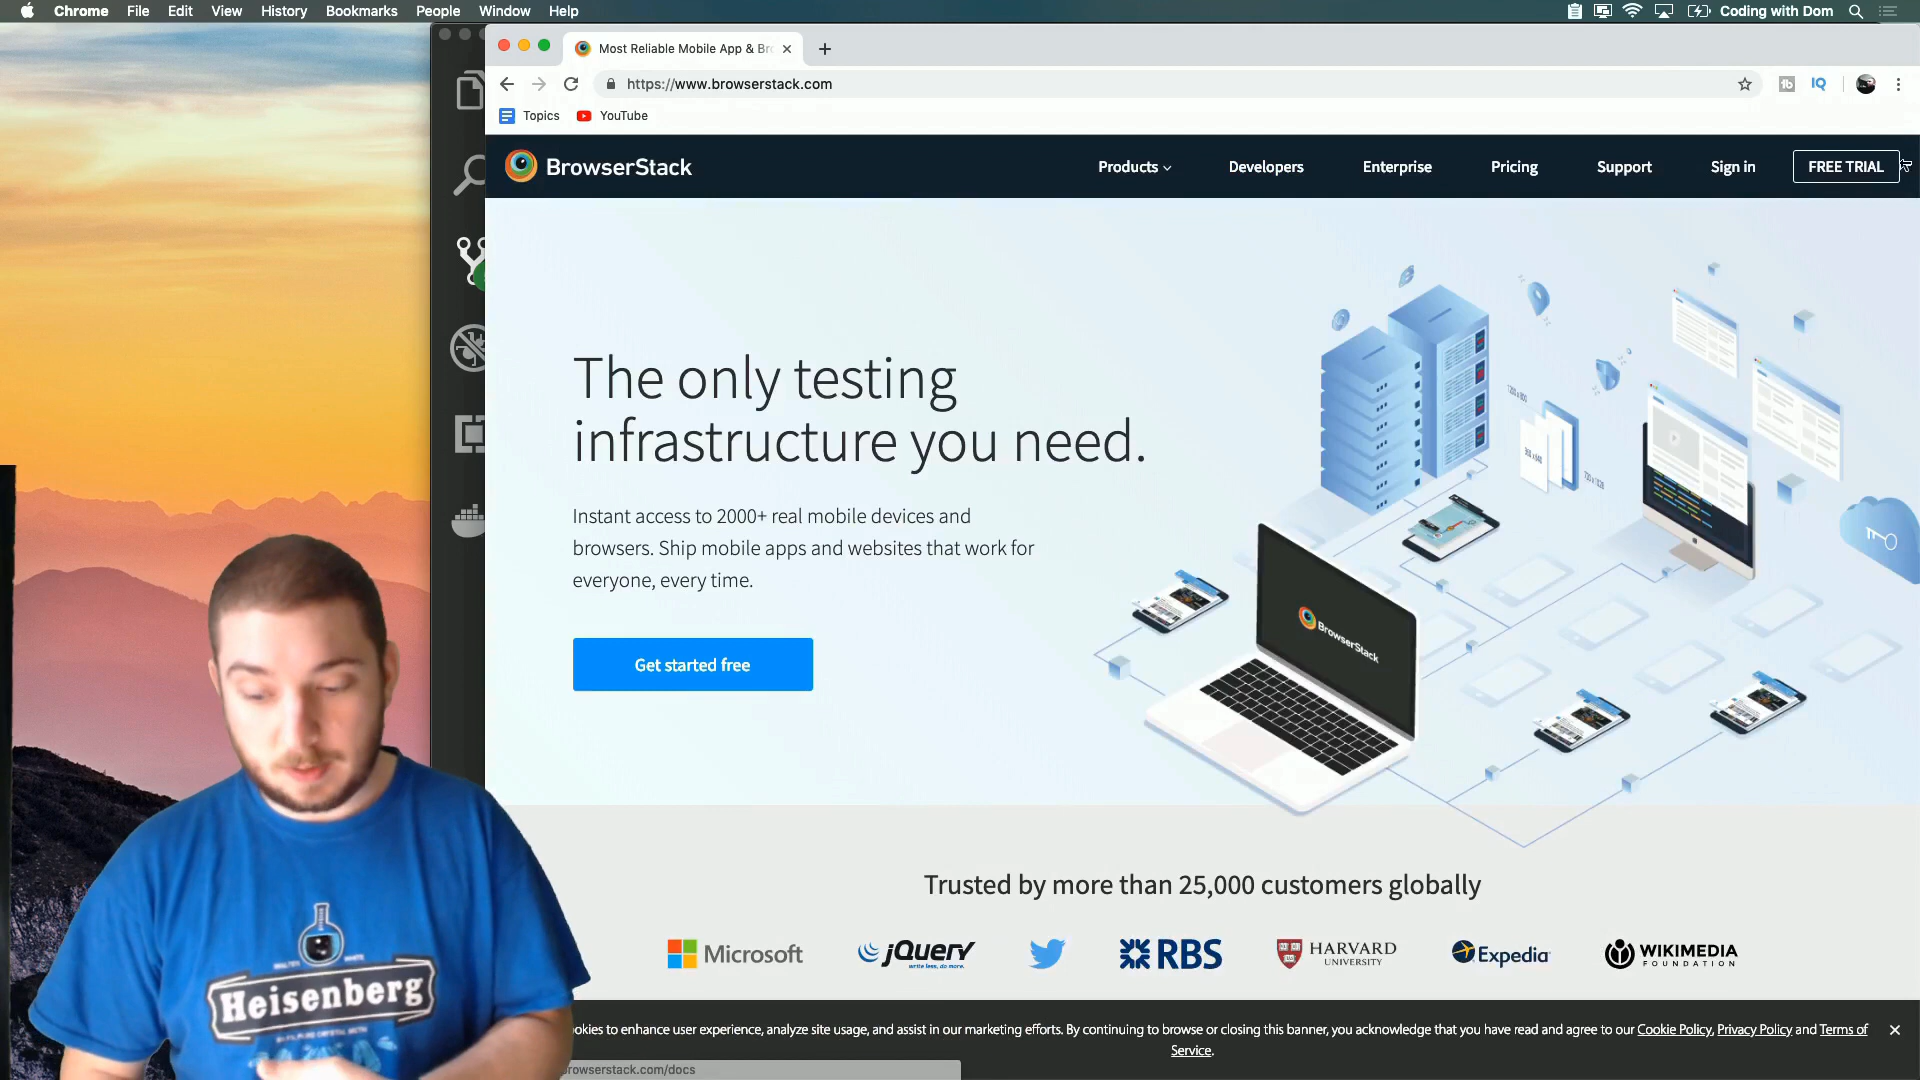 Chrome File Edit View History Bookmarks People Window Help
Coding with Dom
Most Reliable Mobile App & Br
https://www.browserstack.com
Topics YouTube
BrowserStack
Products Developers Enterprise Pricing Support Sign in FREE TRIAL
The only testing
infrastructure you need.
Instant access to 2000+ real mobile devices and
browsers. Ship mobile apps and websites that work for
everyone, every time.
Get started free
BrowserStack
Trusted by more than 25,000 customers globally
Microsoft
jQuery
write less, do more.
RBS
HARVARD
UNIVERSITY
Expedia
WIKIMEDIA
FOUNDATION
Heisenberg
to enhance user experience, analyze site usage, and assist in our marketing efforts. By continuing to browse or closing this banner, you acknowledge that you have read and agree to our Cookie Policy, Privacy Policy and Terms of
Service.
browserstack.com/docs